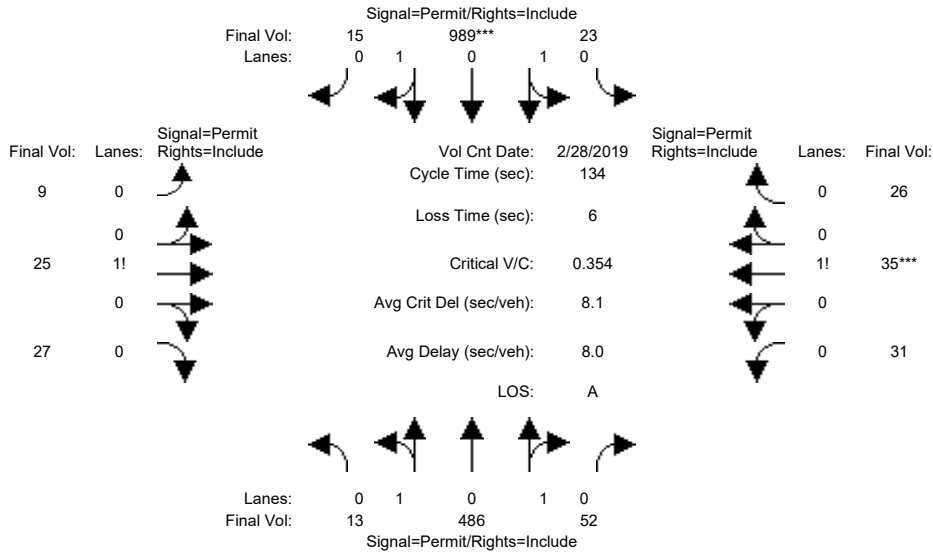 Signal=Permit/Rights=Include
Final Vol: 15 989*** 23
Lanes: 0 1 0 1 0
Signal=Permit Signal=Permit
Final Vol: Lanes: Rights=Include Vol Cnt Date: 2/28/2019 Rights=Include Lanes: Final Vol:
Cycle Time (sec): 134
9 0 0 26
Loss Time (sec): 6
0 0
25 1! Critical V/C: 0.354 1! 35***
0 Avg Crit Del (sec/veh): 8.1 0
27 0 Avg Delay (sec/veh): 8.0 0 31
LOS: A
Lanes: 0 1 0 1 0
Final Vol: 13 486 52
Signal=Permit/Rights=Include